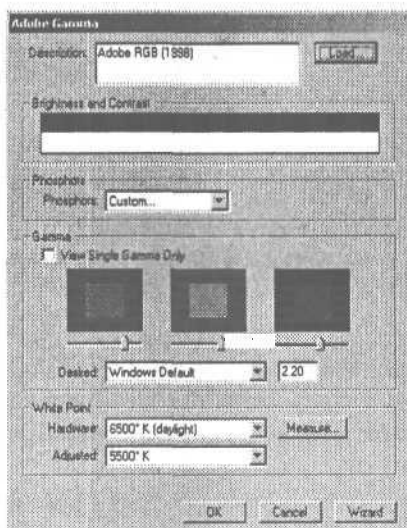 Adobe Gamma
Description: Adobe RGB (1998) Load...
Brightness and Contrast
Phosphors
Phosphors: Custom...
Gamma
View Single Gamma Only
Desired: Windows Default 2.20
White Point
Hardware: 6500° K (daylight) Measure...
Adjusted: 5500° K
OK Cancel Wizard